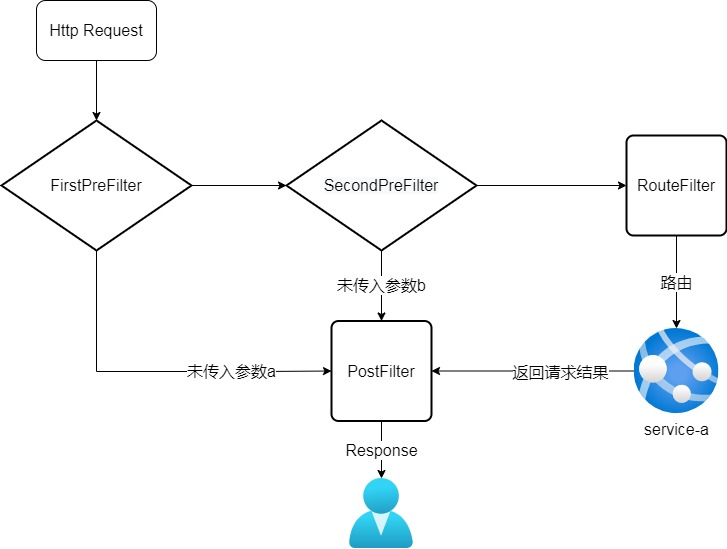 Http Request
FirstPreFilter
SecondPreFilter
RouteFilter
未传入参数b
路由
未传入参数a
PostFilter
返回请求结果
service-a
Response